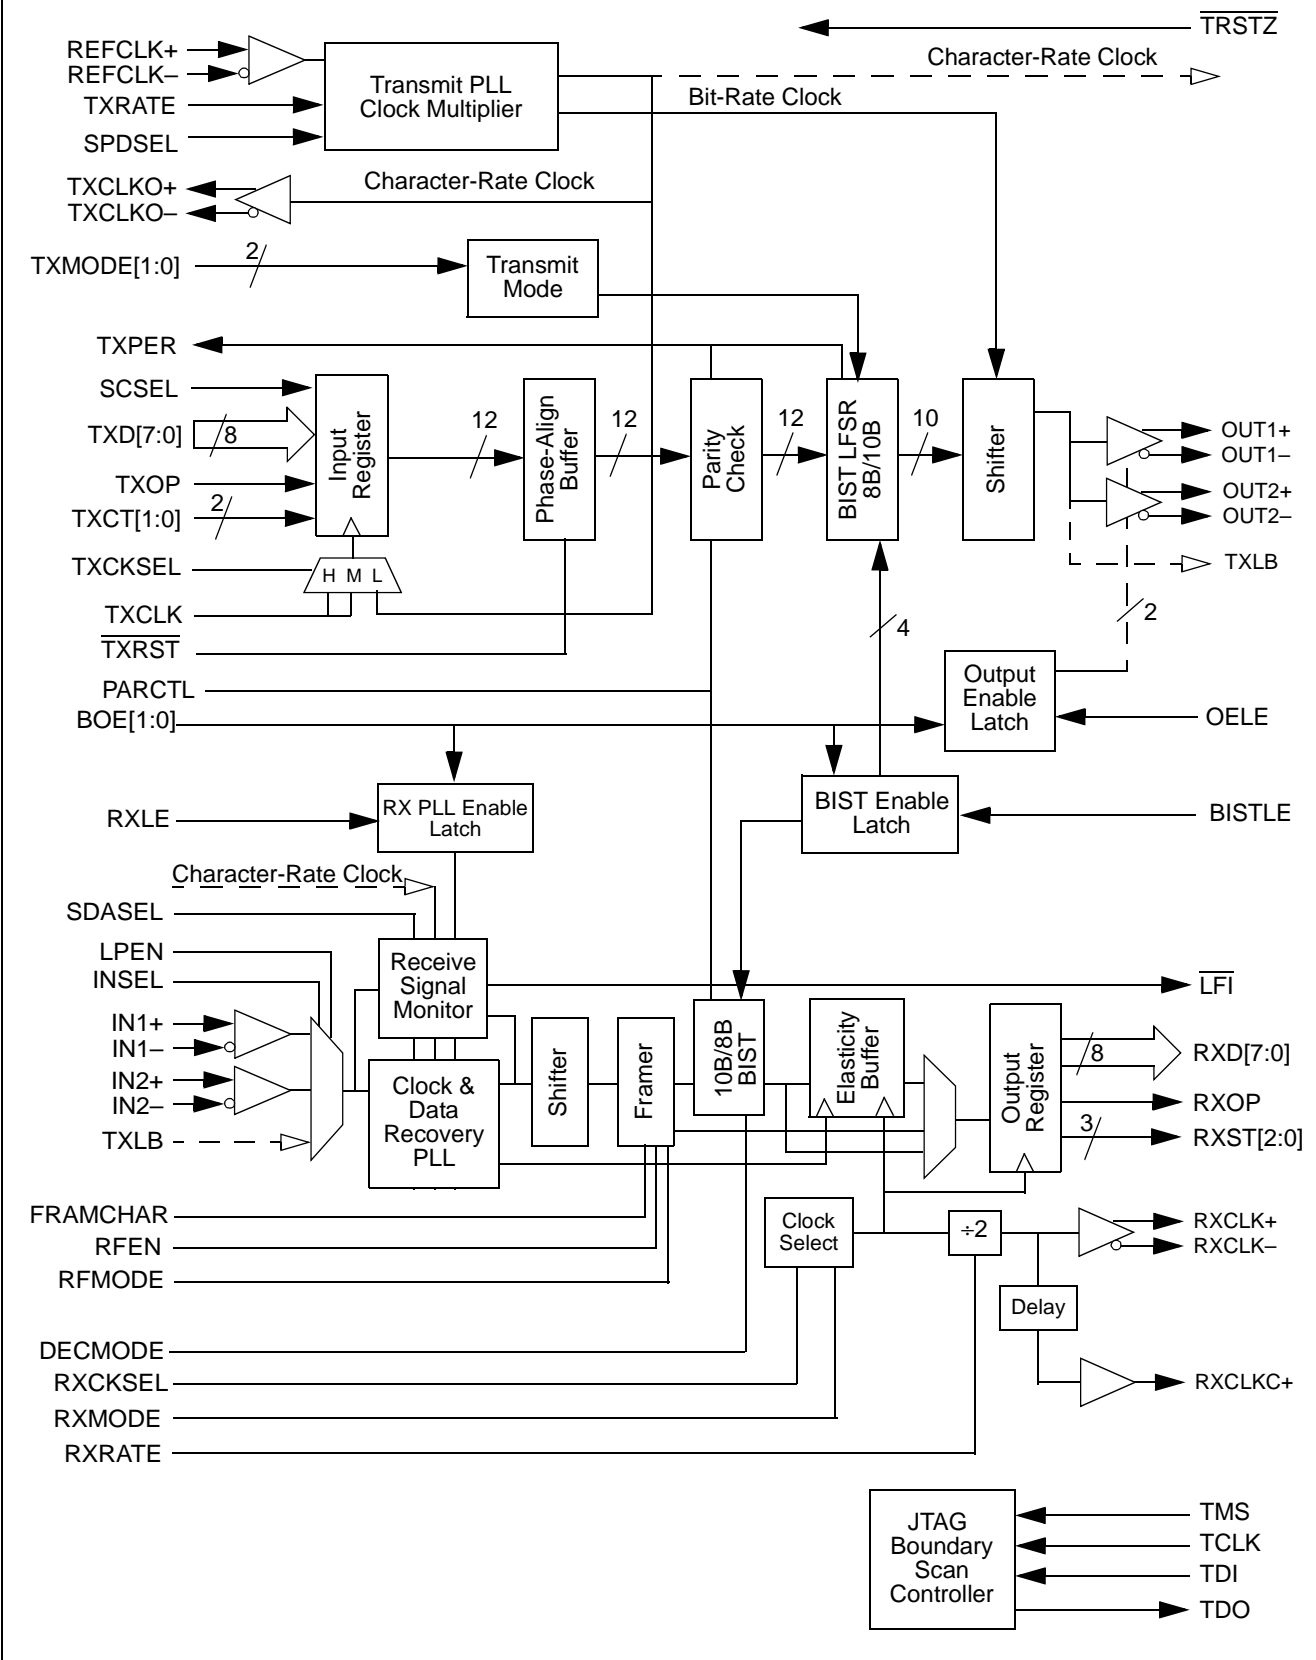 TRSTZ
REFCLK+
REFCLK–
TXRATE
SPDSEL
Transmit PLL
Clock Multiplier
Character-Rate Clock
Bit-Rate Clock
TXCLKO+
TXCLKO–
Character-Rate Clock
TXMODE[1:0]
2
Transmit
Mode
TXPER
SCSEL
TXD[7:0]
8
TXOP
TXCT[1:0]
2
TXCKSEL
H M L
TXCLK
TXRST
PARCTL
BOE[1:0]
Input
Register
12
Phase-Align
Buffer
12
Parity
Check
12
BIST LFSR
8B/10B
10
Shifter
OUT1+
OUT1–
OUT2+
OUT2–
TXLB
2
4
Output
Enable
Latch
OELE
RXLE
RX PLL Enable
Latch
BIST Enable
Latch
BISTLE
Character-Rate Clock
SDASEL
LPEN
INSEL
IN1+
IN1–
IN2+
IN2–
TXLB
Receive
Signal
Monitor
Clock &
Data
Recovery
PLL
Shifter
Framer
10B/8B
BIST
Elasticity
Buffer
Output
Register
LFI
8
RXD[7:0]
RXOP
3
RXST[2:0]
FRAMCHAR
RFEN
RFMODE
Clock
Select
÷2
RXCLK+
RXCLK–
Delay
RXCLKC+
DECMODE
RXCKSEL
RXMODE
RXRATE
JTAG
Boundary
Scan
Controller
TMS
TCLK
TDI
TDO